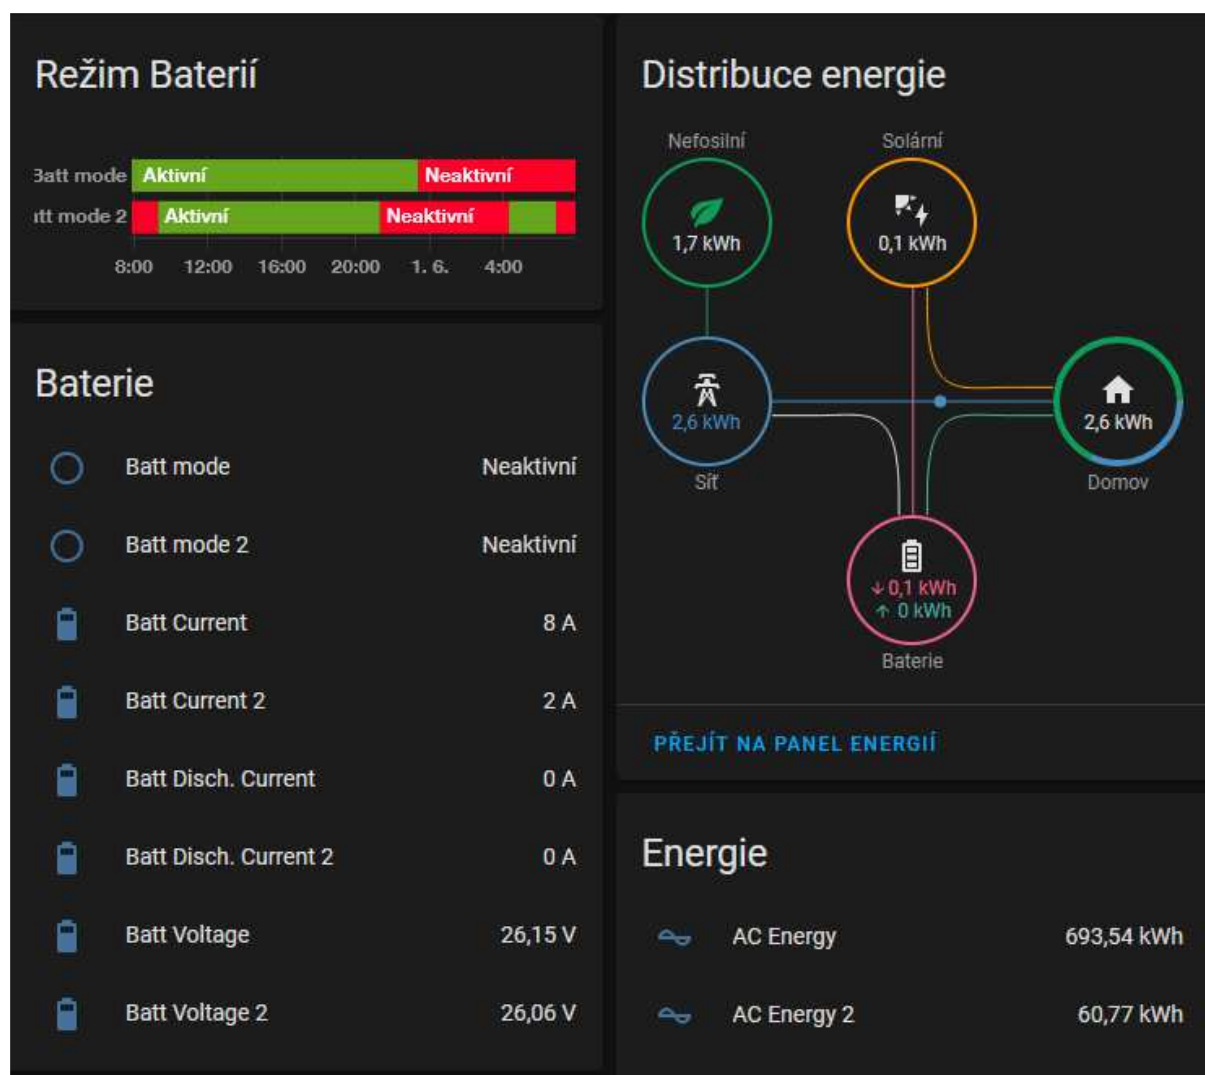 Režim Baterií
Batt mode
Aktivní
Neaktivní
tt mode 2
Aktivní
Neaktivní
8:00 12:00 16:00 20:00 1. 6. 4:00
Baterie
Batt mode Neaktivní
Batt mode 2 Neaktivní
Batt Current 8 A
Batt Current 2 2 A
Batt Disch. Current 0 A
Batt Disch. Current 2 0 A
Batt Voltage 26,15 V
Batt Voltage 2 26,06 V
Distribuce energie
Nefosilní Solární
1,7 kWh 0,1 kWh
2,6 kWh 2,6 kWh
Síť Domov
↓ 0,1 kWh
↑ 0 kWh
Baterie
PŘEJÍT NA PANEL ENERGIÍ
Energie
AC Energy 693,54 kWh
AC Energy 2 60,77 kWh